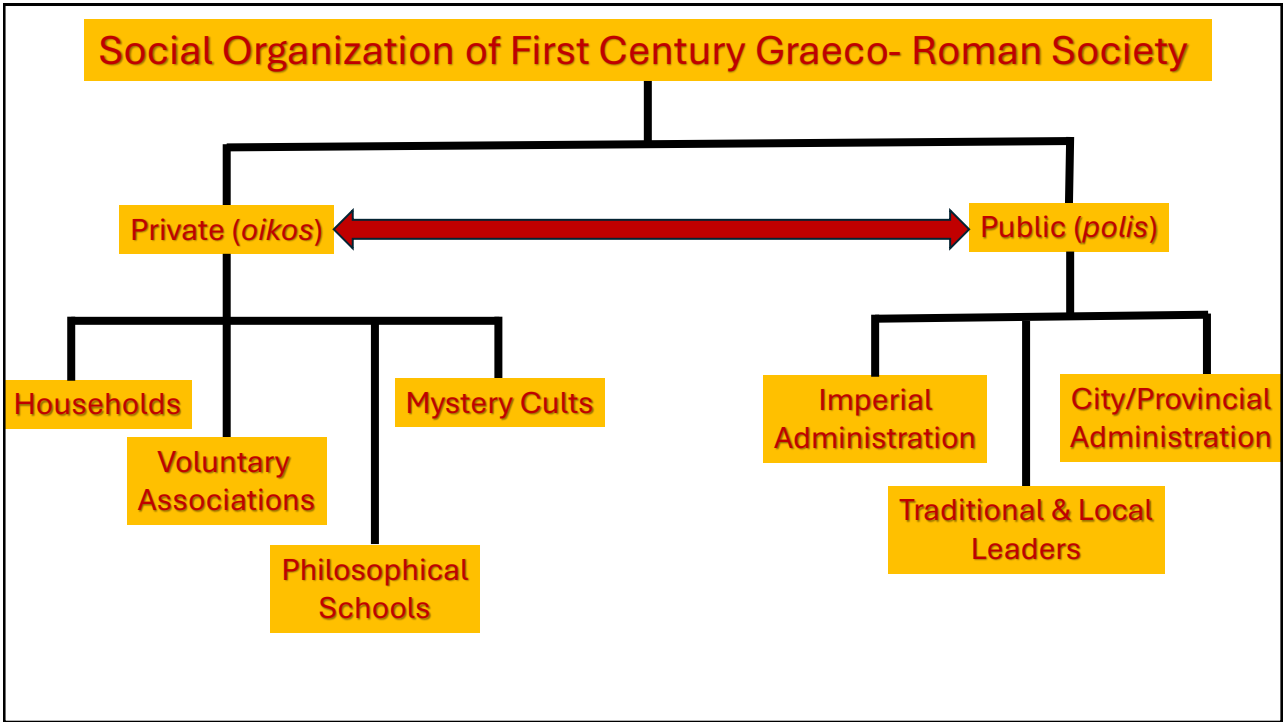 Social Organization of First Century Graeco- Roman Society
Private (oikos)
Public (polis)
Households
Voluntary
Associations
Philosophical
Schools
Mystery Cults
Imperial
Administration
Traditional & Local
Leaders
City/Provincial
Administration